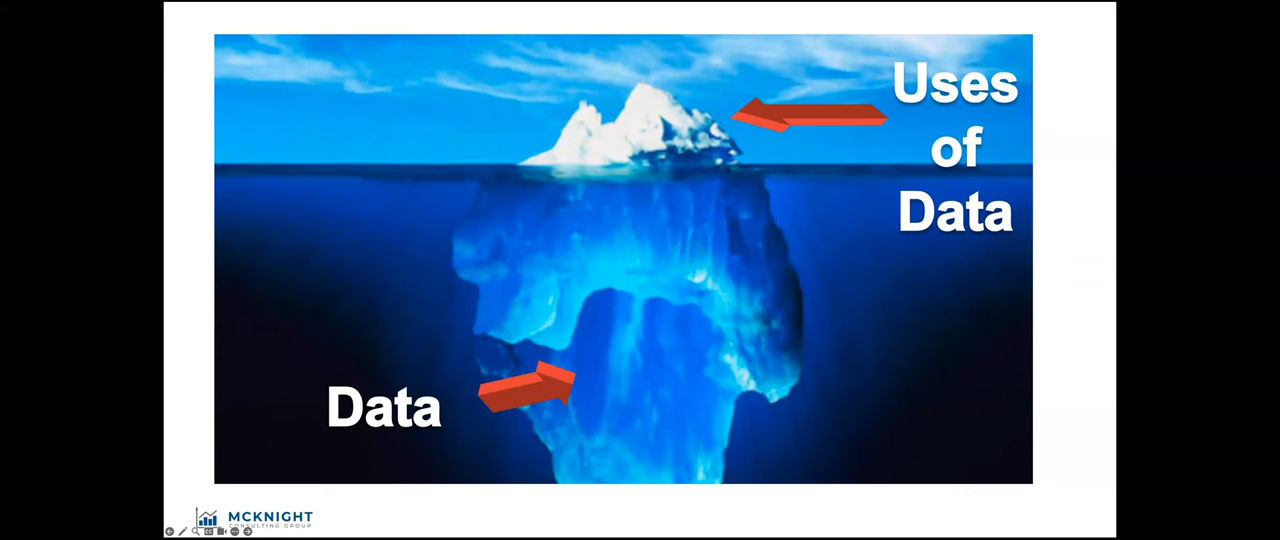 Uses
of
Data
Data
MCKNIGHT
CONSULTING GROUP